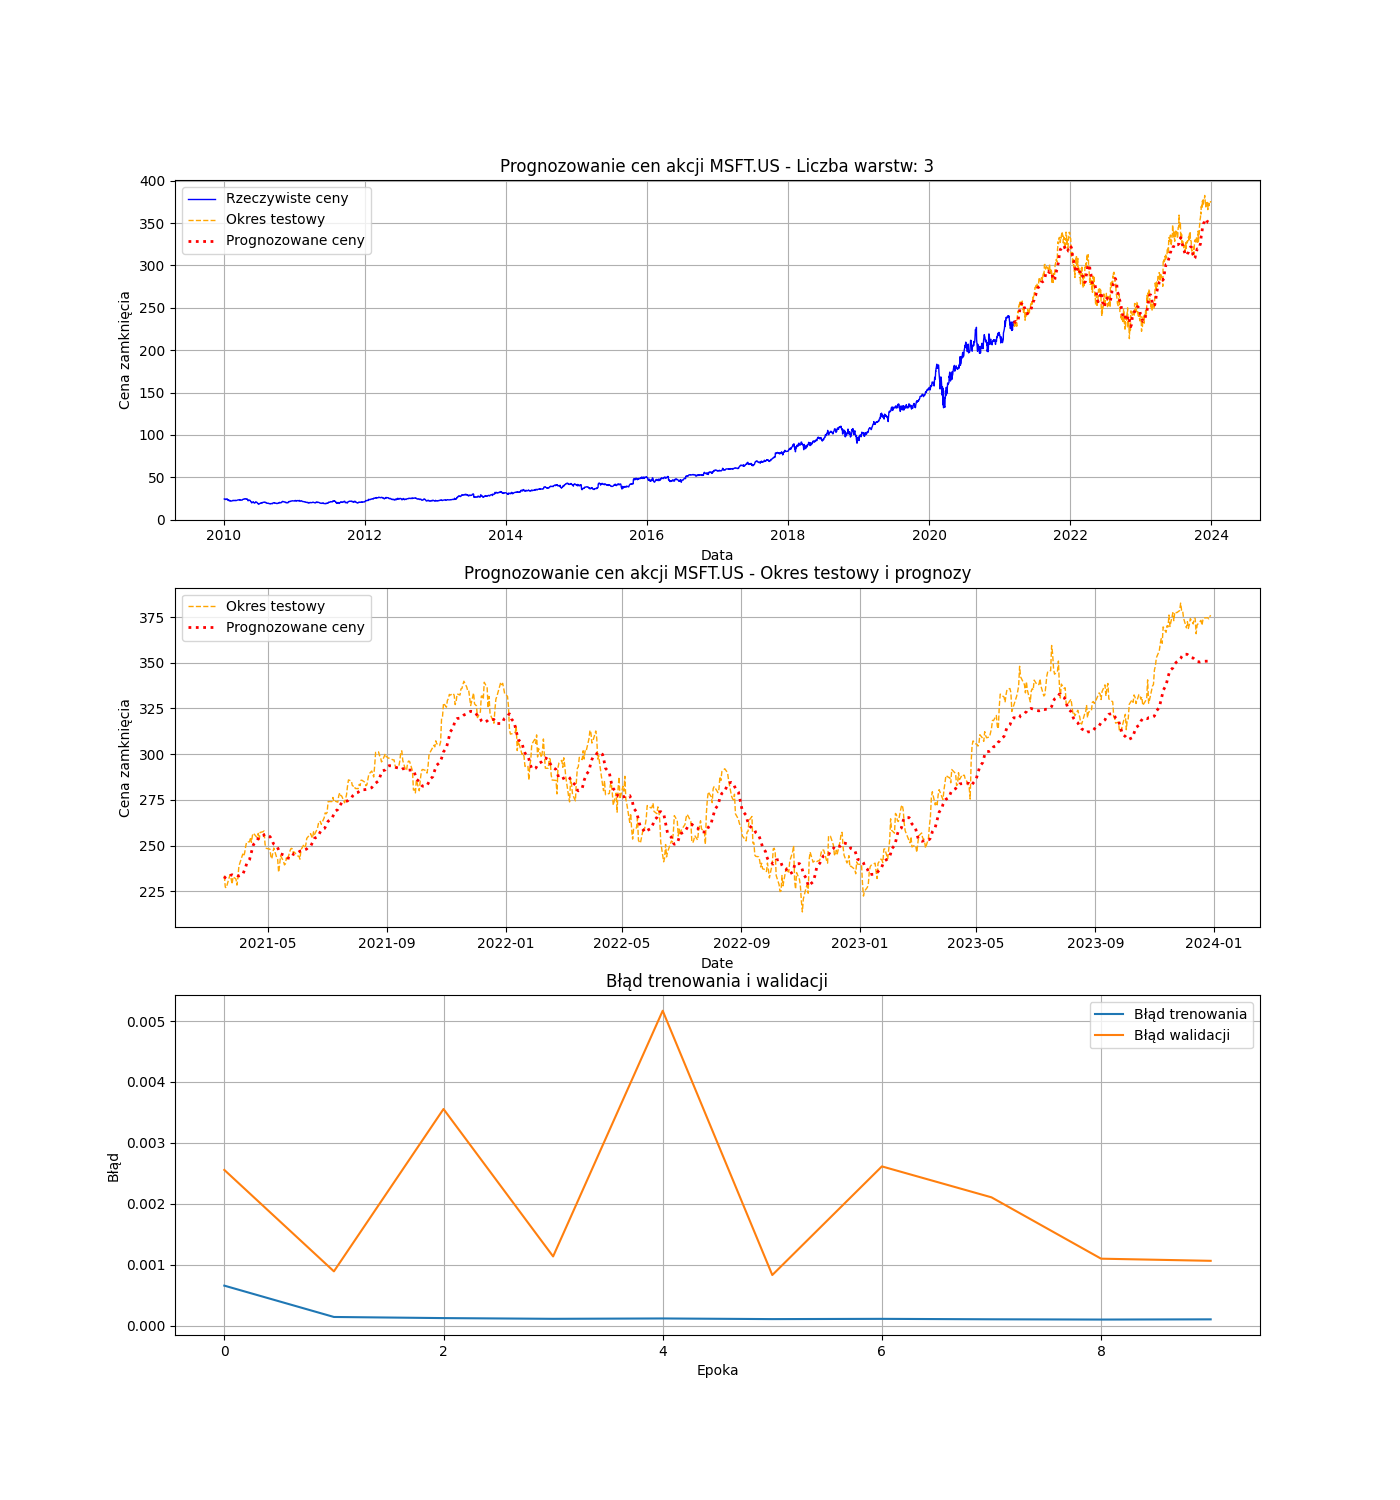 Prognozowanie cen akcji MSFT.US - Liczba warstw: 3
400
350
300
250
200
150
100
50
0
Cena zamknięcia
Rzeczywiste ceny
Okres testowy
Prognozowane ceny
2010 2012 2014 2016 2018 2020 2022 2024
Data
Prognozowanie cen akcji MSFT.US - Okres testowy i prognozy
375
350
325
300
275
250
225
Cena zamknięcia
Okres testowy
Prognozowane ceny
2021-05 2021-09 2022-01 2022-05 2022-09 2023-01 2023-05 2023-09 2024-01
Date
Błąd trenowania i walidacji
0.005
0.004
0.003
0.002
0.001
0.000
Błąd
Błąd trenowania
Błąd walidacji
0 2 4 6 8
Epoka